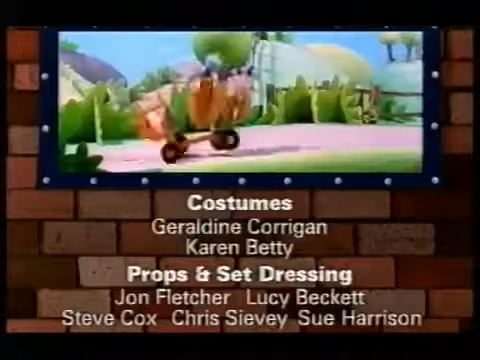 Costumes
Geraldine Corrigan
Karen Betty
Props & Set Dressing
Jon Fletcher Lucy Beckett
Steve Cox Chris Sievey Sue Harrison